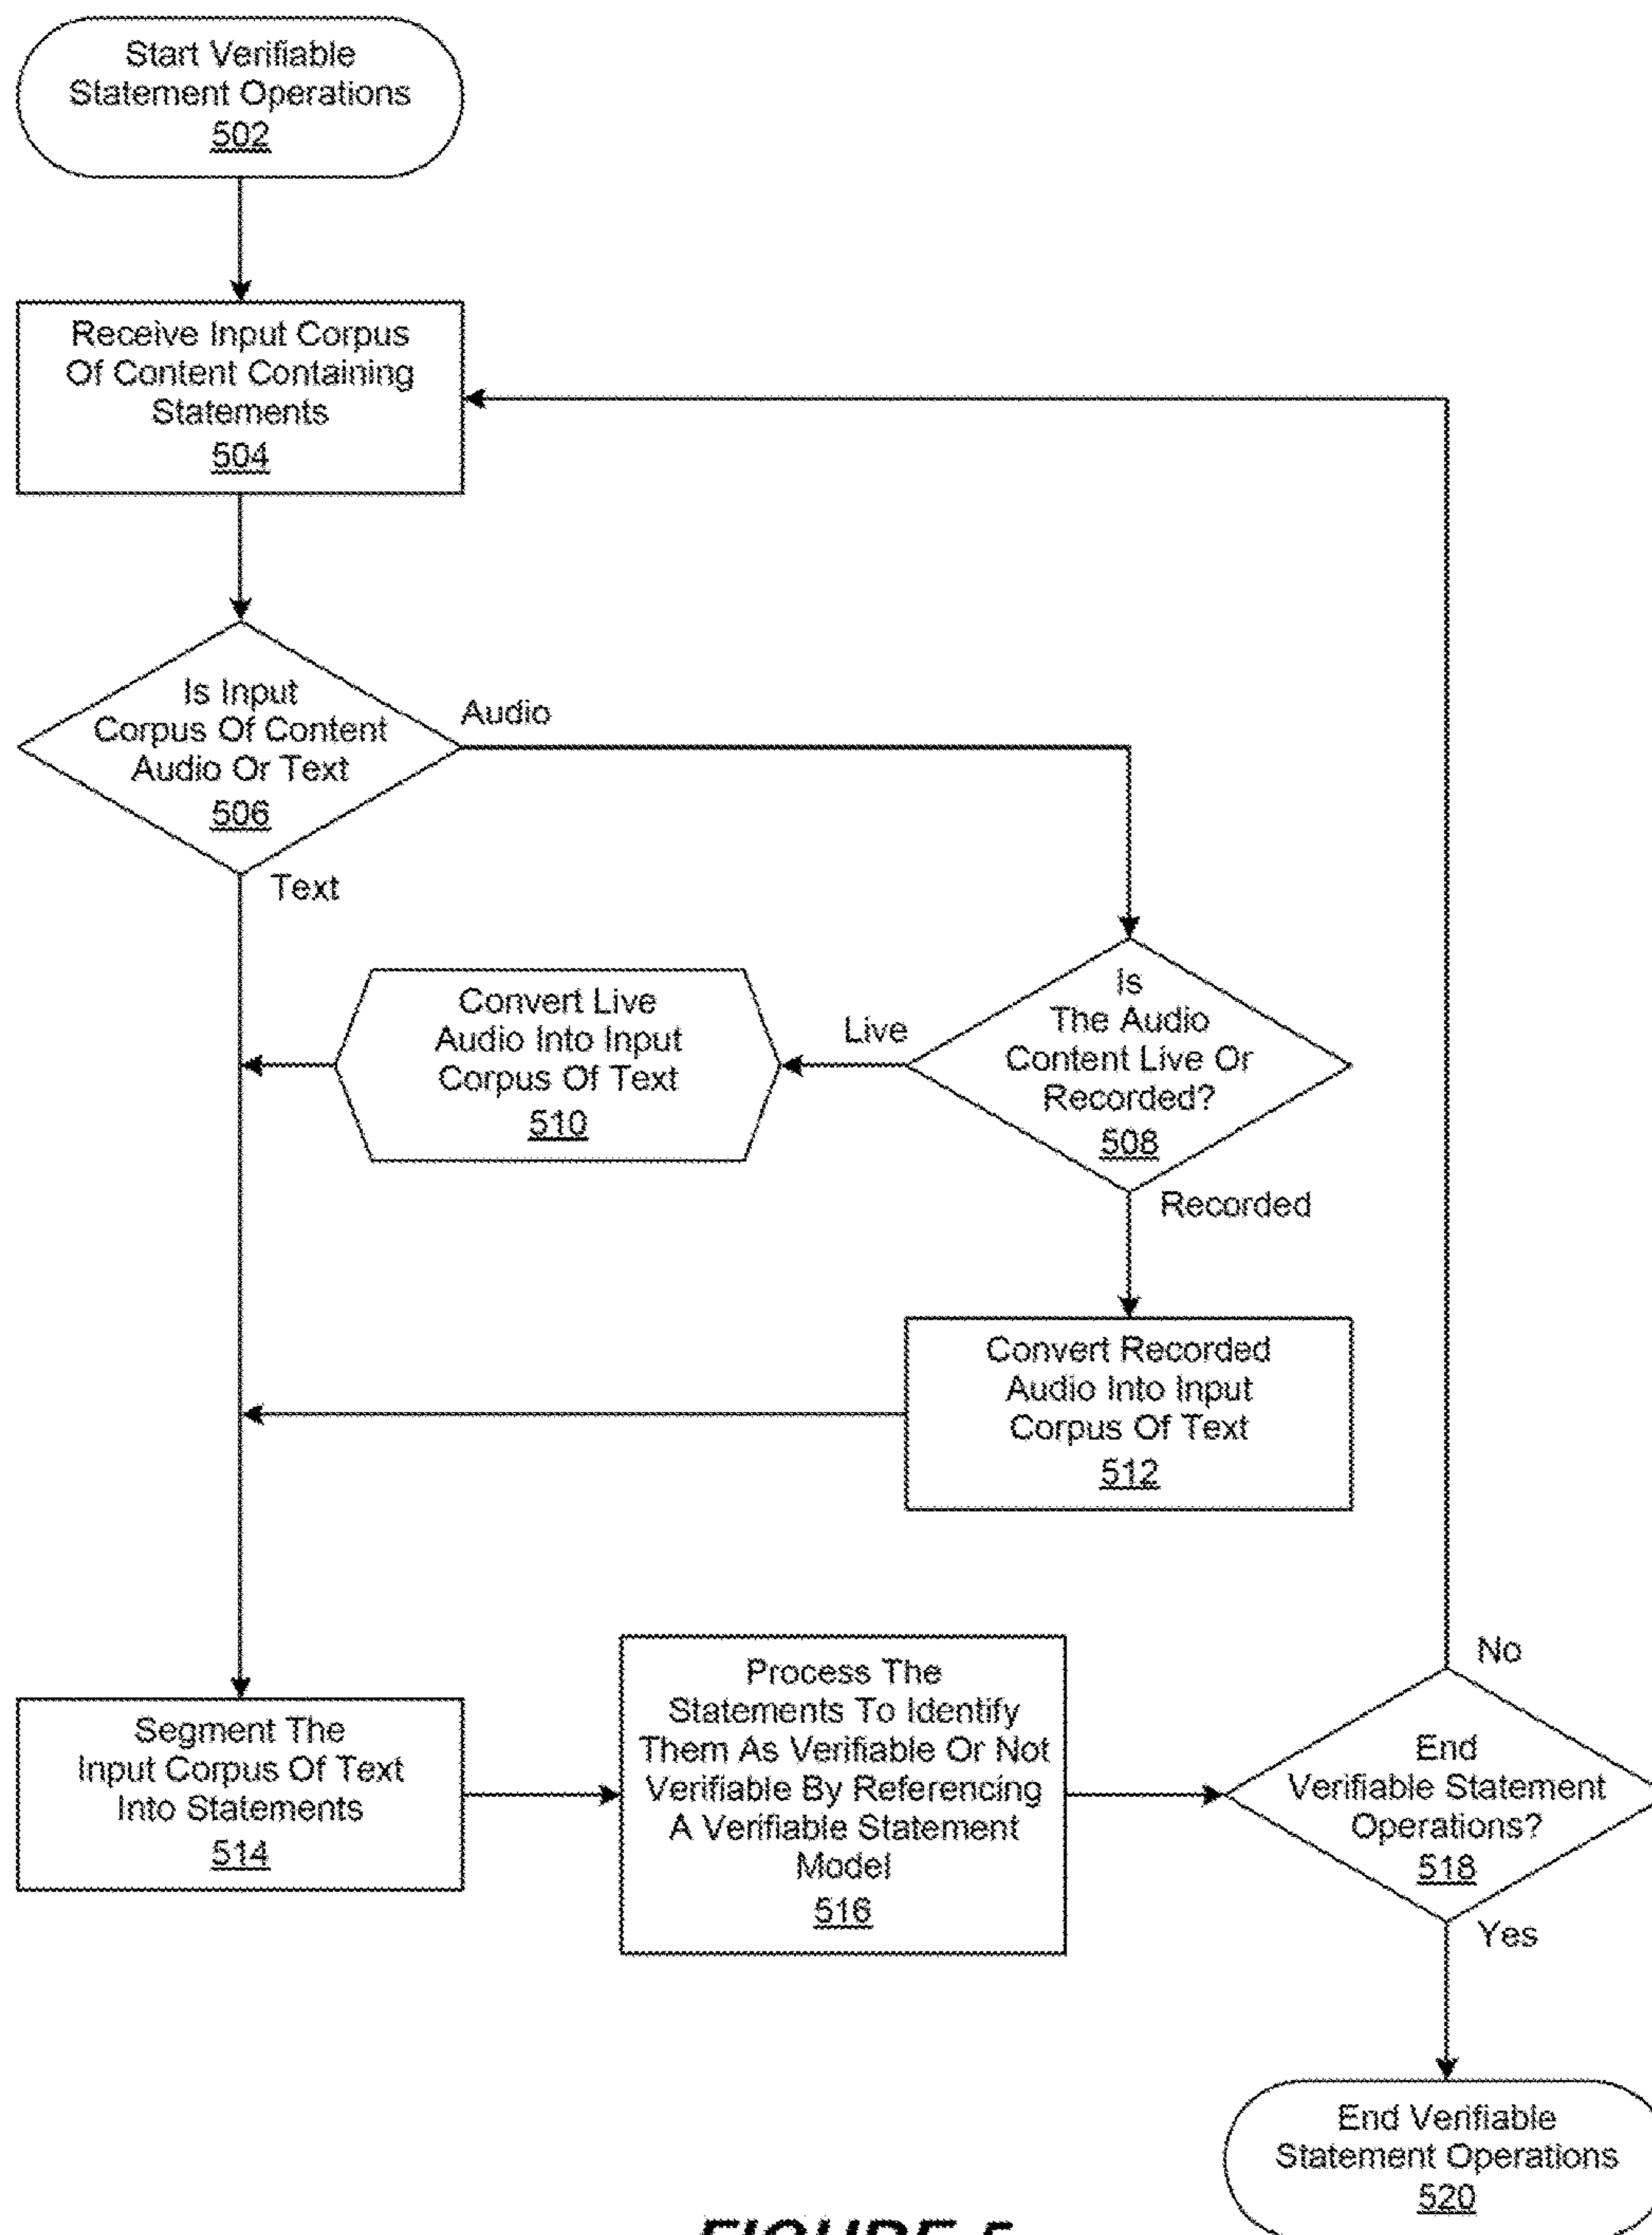 Start Verifiable
Statement Operations
502
Receive Input Corpus
Of Content Containing
Statements
504
Is Input
Corpus Of Content
Audio Or Text
506
Audio
Text
Is
The Audio
Content Live Or
Recorded?
508
Live
Convert Live
Audio Into Input
Corpus Of Text
510
Recorded
Convert Recorded
Audio Into Input
Corpus Of Text
512
Segment The
Input Corpus Of Text
Into Statements
514
Process The
Statements To Identify
Them As Verifiable Or Not
Verifiable By Referencing
A Verifiable Statement
Model
516
No
End
Verifiable Statement
Operations?
518
Yes
End Verifiable
Statement Operations
520
FIGURE 5